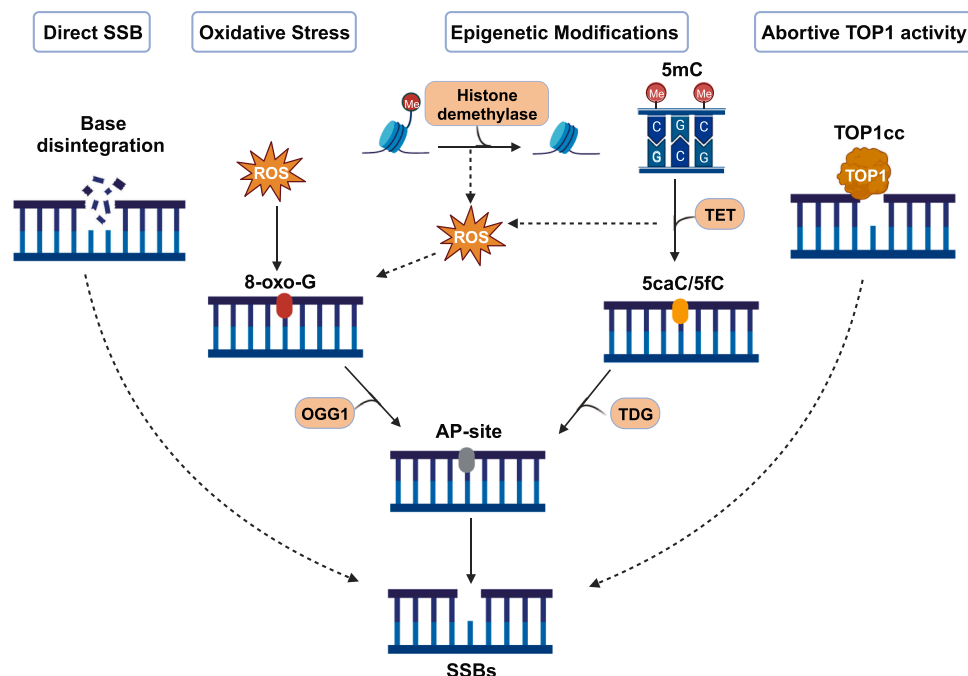 Direct SSB
Oxidative Stress
Epigenetic Modifications
Abortive TOP1 activity
Base
disintegration
ROS
Me
Histone
demethylase
5mC
Me
Me
C
G
C
G
C
G
TET
TOP1cc
TOP1
ROS
8-oxo-G
5caC/5fC
OGG1
TDG
AP-site
SSBs